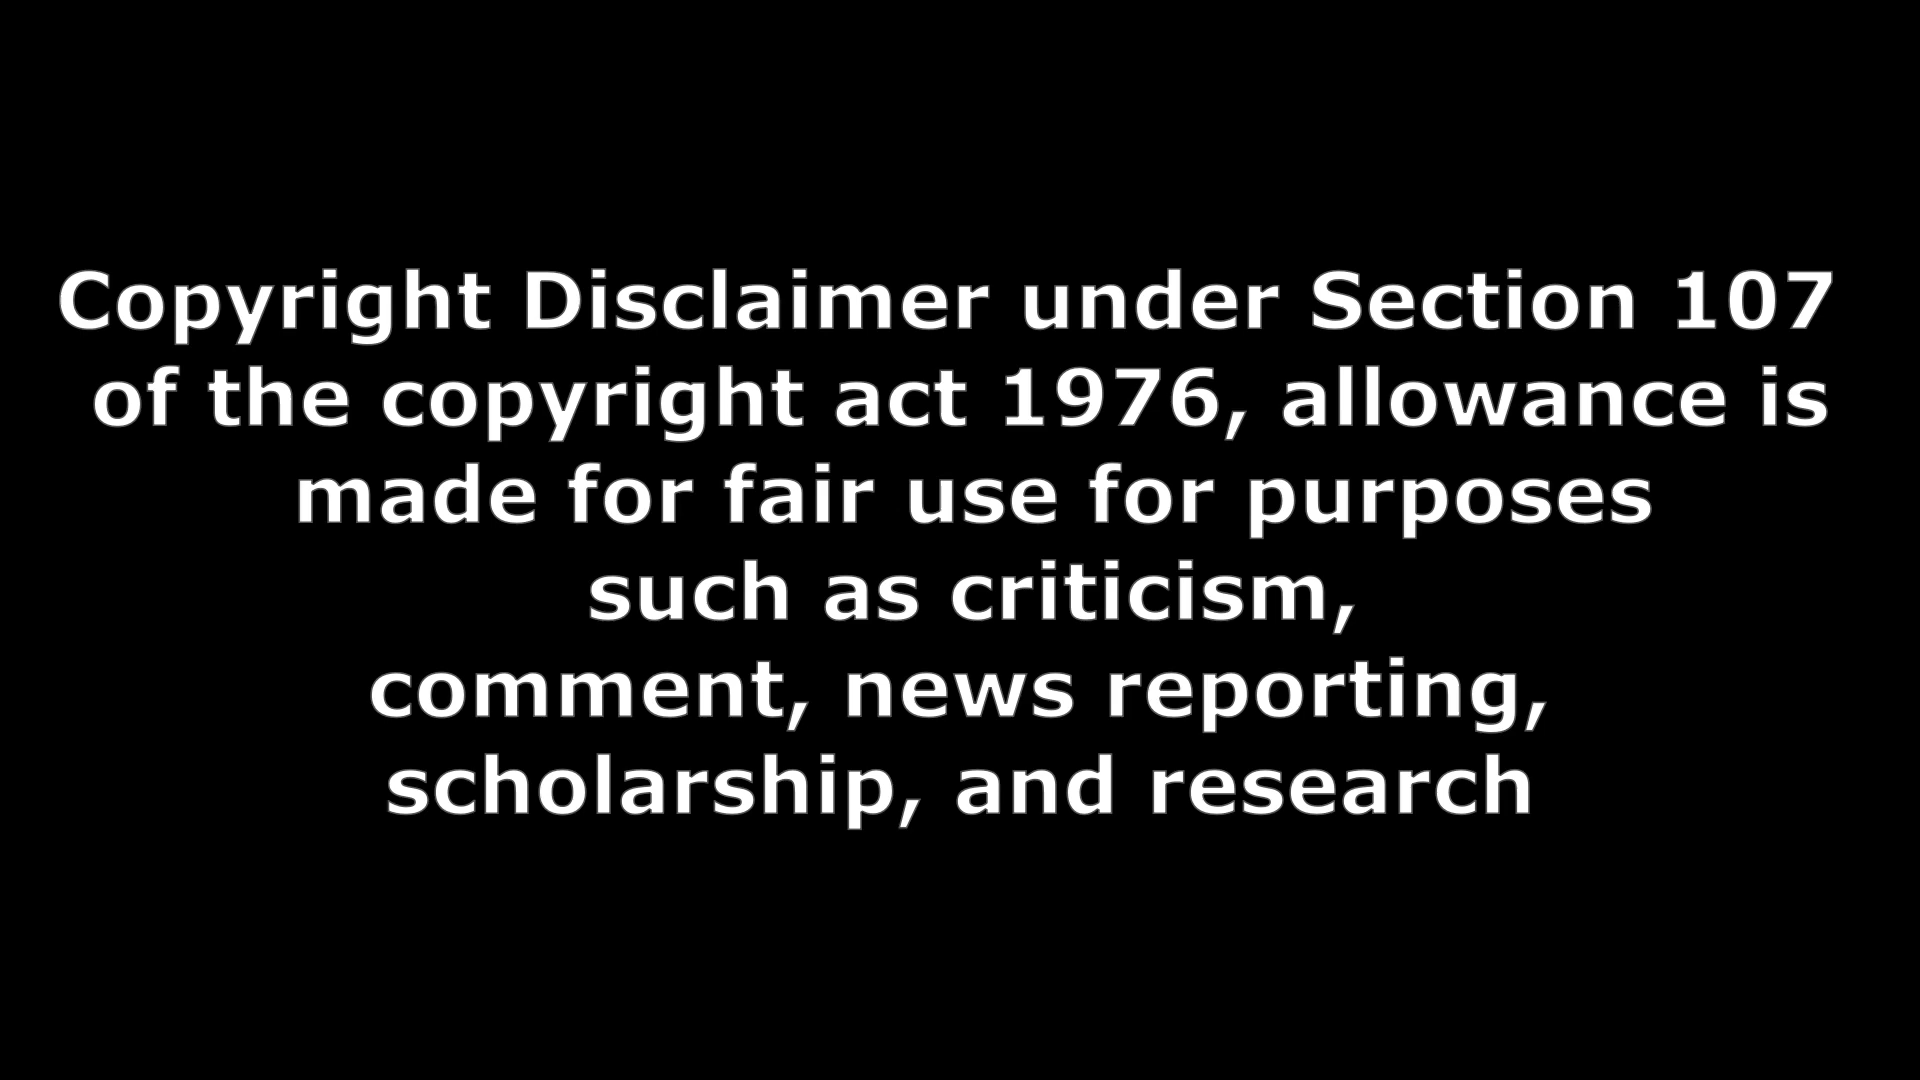 Copyright Disclaimer under Section 107
of the copyright act 1976, allowance is
made for fair use for purposes
such as criticism,
comment, news reporting,
scholarship, and research